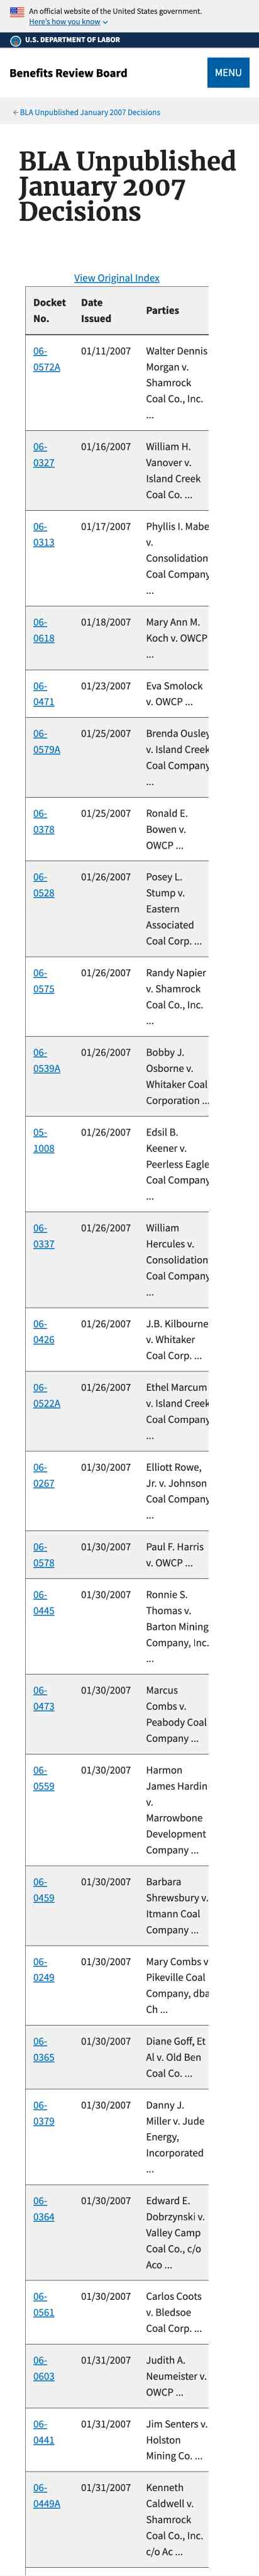 An official website of the United States government.
Here's how you know
U.S. DEPARTMENT OF LABOR
Benefits Review Board
MENU
← BLA Unpublished January 2007 Decisions
BLA Unpublished
January 2007
Decisions
View Original Index
Docket No. Date Issued Parties
06-0572A 01/11/2007 Walter Dennis Morgan v. Shamrock Coal Co., Inc. ...
06-0327 01/16/2007 William H. Vanover v. Island Creek Coal Co. ...
06-0313 01/17/2007 Phyllis I. Mabe v. Consolidation Coal Company ...
06-0618 01/18/2007 Mary Ann M. Koch v. OWCP ...
06-0471 01/23/2007 Eva Smolock v. OWCP ...
06-0579A 01/25/2007 Brenda Ousley v. Island Creek Coal Company ...
06-0378 01/25/2007 Ronald E. Bowen v. OWCP ...
06-0528 01/26/2007 Posey L. Stump v. Eastern Associated Coal Corp. ...
06-0575 01/26/2007 Randy Napier v. Shamrock Coal Co., Inc. ...
06-0539A 01/26/2007 Bobby J. Osborne v. Whitaker Coal Corporation ...
05-1008 01/26/2007 Edsil B. Keener v. Peerless Eagle Coal Company ...
06-0337 01/26/2007 William Hercules v. Consolidation Coal Company ...
06-0426 01/26/2007 J.B. Kilbourne v. Whitaker Coal Corp. ...
06-0522A 01/26/2007 Ethel Marcum v. Island Creek Coal Company ...
06-0267 01/30/2007 Elliott Rowe, Jr. v. Johnson Coal Company ...
06-0578 01/30/2007 Paul F. Harris v. OWCP ...
06-0445 01/30/2007 Ronnie S. Thomas v. Barton Mining Company, Inc. ...
06-0473 01/30/2007 Marcus Combs v. Peabody Coal Company ...
06-0559 01/30/2007 Harmon James Hardin v. Marrowbone Development Company ...
06-0459 01/30/2007 Barbara Shrewsbury v. Itmann Coal Company ...
06-0249 01/30/2007 Mary Combs v Pikeville Coal Company, dba Ch ...
06-0365 01/30/2007 Diane Goff, Et Al v. Old Ben Coal Co. ...
06-0379 01/30/2007 Danny J. Miller v. Jude Energy, Incorporated ...
06-0364 01/30/2007 Edward E. Dobrzynski v. Valley Camp Coal Co., c/o Aco ...
06-0561 01/30/2007 Carlos Coots v. Bledsoe Coal Corp. ...
06-0603 01/31/2007 Judith A. Neumeister v. OWCP ...
06-0441 01/31/2007 Jim Senters v. Holston Mining Co. ...
06-0449A 01/31/2007 Kenneth Caldwell v. Shamrock Coal Co., Inc. c/o Ac ...